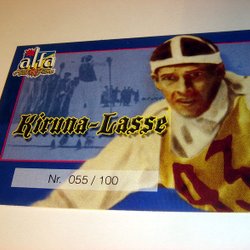 alfa
Kiruna-Lasse
Nr. 055 / 100